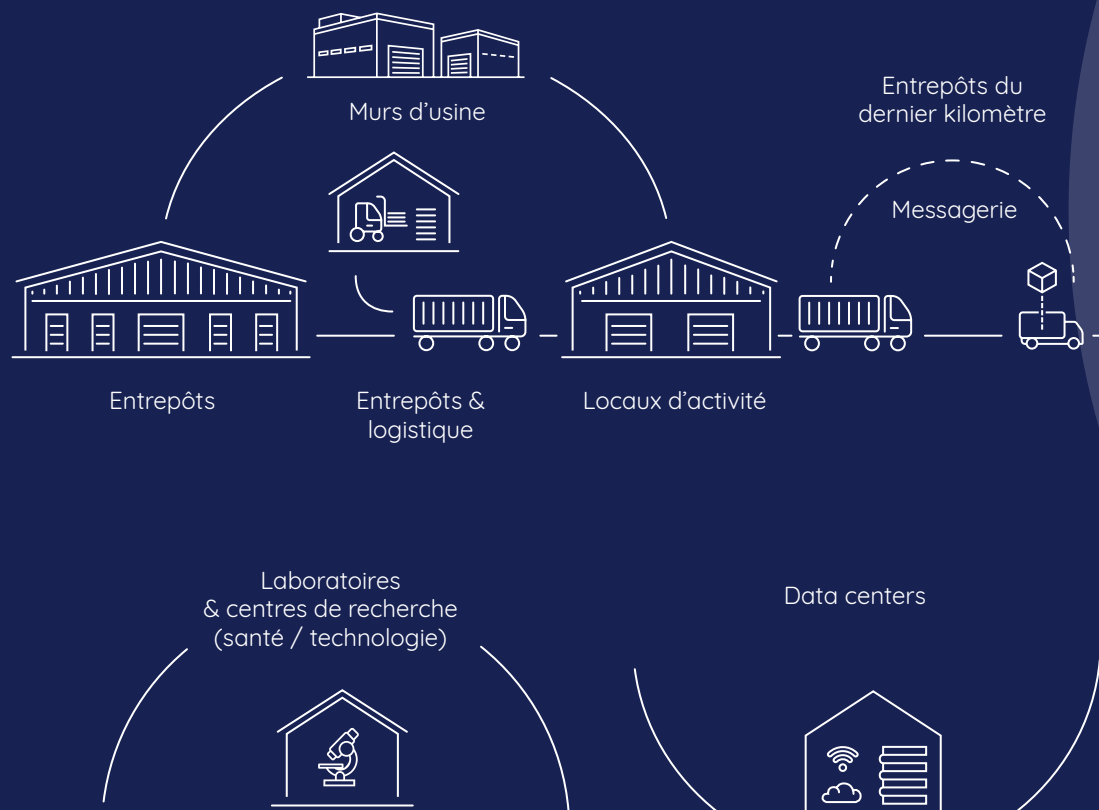 Murs d’usine
Entrepôts du
dernier kilomètre
Messagerie
Entrepôts
Entrepôts &
logistique
Locaux d’activité
Laboratoires
& centres de recherche
(santé / technologie)
Data centers